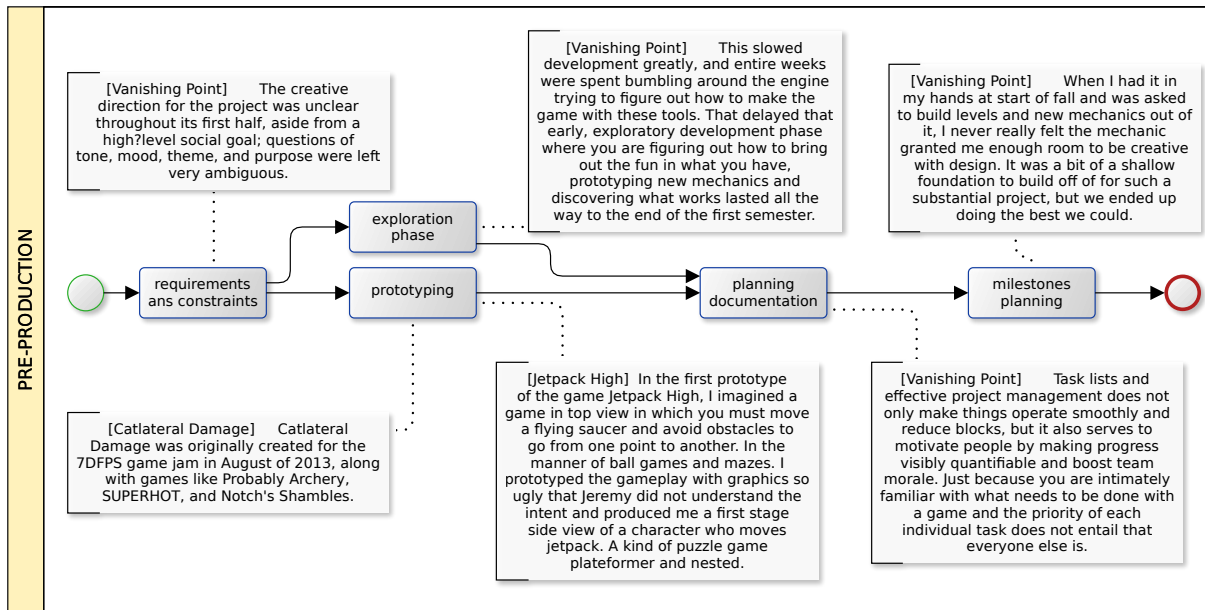 PRE-PRODUCTION
[Vanishing Point] The creative
direction for the project was unclear
throughout its first half, aside from a
high?level social goal; questions of
tone, mood, theme, and purpose were left
very ambiguous.
[Vanishing Point] This slowed
development greatly, and entire weeks
were spent bumbling around the engine
trying to figure out how to make the
game with these tools. That delayed that
early, exploratory development phase
where you are figuring out how to bring
out the fun in what you have,
prototyping new mechanics and
discovering what works lasted all the
way to the end of the first semester.
[Vanishing Point] When I had it in
my hands at start of fall and was asked
to build levels and new mechanics out of
it, I never really felt the mechanic
granted me enough room to be creative
with design. It was a bit of a shallow
foundation to build off of for such a
substantial project, but we ended up
doing the best we could.
exploration
phase
requirements
ans constraints
prototyping
planning
documentation
milestones
planning
[Catlateral Damage] Catlateral
Damage was originally created for the
7DFPS game jam in August of 2013, along
with games like Probably Archery,
SUPERHOT, and Notch's Shambles.
[Jetpack High] In the first prototype
of the game Jetpack High, I imagined a
game in top view in which you must move
a flying saucer and avoid obstacles to
go from one point to another. In the
manner of ball games and mazes. I
prototyped the gameplay with graphics so
ugly that Jeremy did not understand the
intent and produced me a first stage
side view of a character who moves
jetpack. A kind of puzzle game
plateformer and nested.
[Vanishing Point] Task lists and
effective project management does not
only make things operate smoothly and
reduce blocks, but it also serves to
motivate people by making progress
visibly quantifiable and boost team
morale. Just because you are intimately
familiar with what needs to be done with
a game and the priority of each
individual task does not entail that
everyone else is.